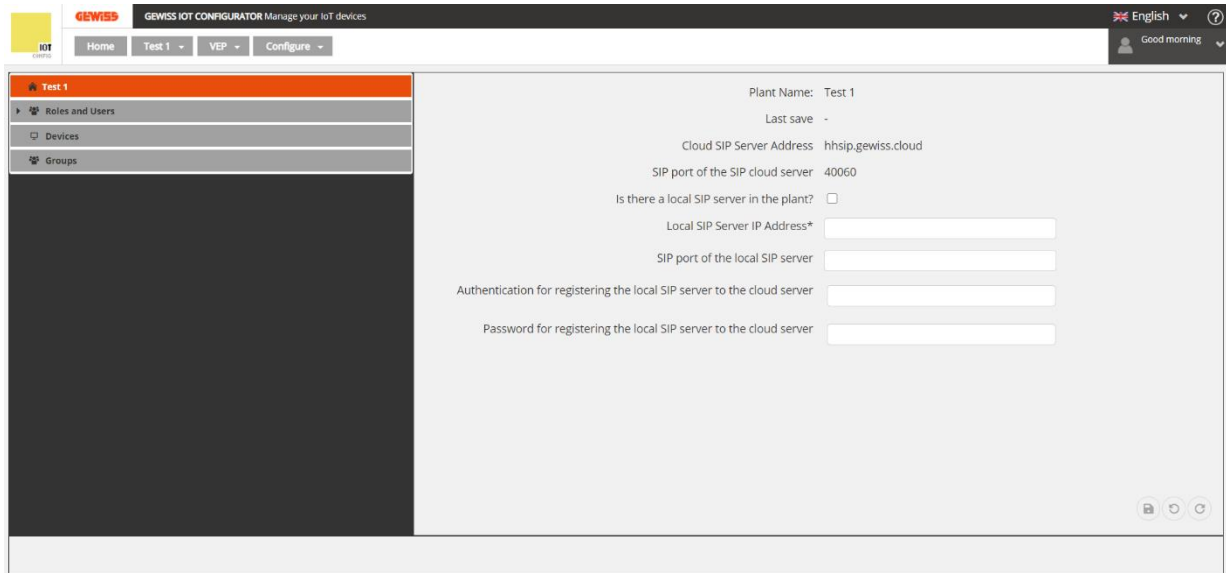 GEWISS GEWISS IOT CONFIGURATOR Manage your IoT devices English ?
IOT
Home Test 1 VEP Configure Good morning
Test 1
Roles and Users
Devices
Groups
Plant Name: Test 1
Last save -
Cloud SIP Server Address hhsip.gewiss.cloud
SIP port of the SIP cloud server 40060
Is there a local SIP server in the plant?
Local SIP Server IP Address*
SIP port of the local SIP server
Authentication for registering the local SIP server to the cloud server
Password for registering the local SIP server to the cloud server